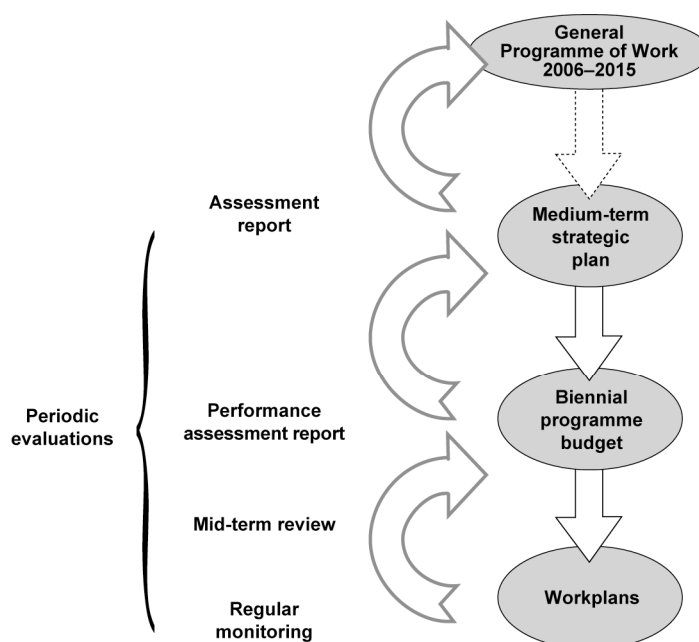 General
Programme of Work
2006–2015
Assessment
report
Medium-term
strategic
plan
Periodic
evaluations
Performance
assessment report
Biennial
programme
budget
Mid-term review
Workplans
Regular
monitoring